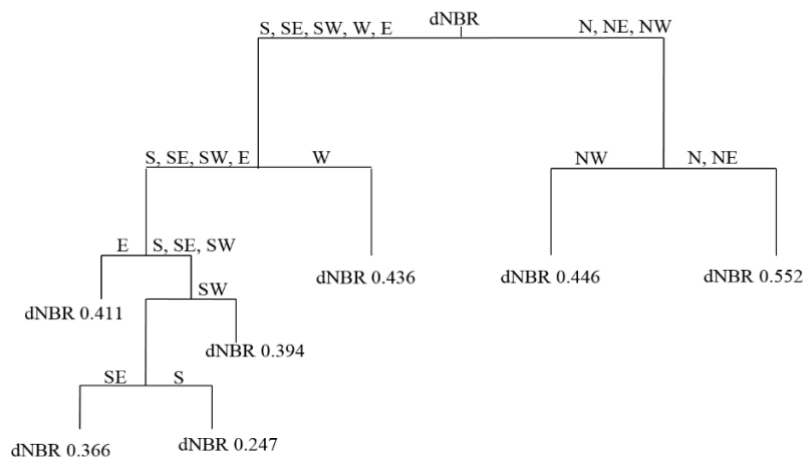 dNBR
S, SE, SW, W, E
N, NE, NW
S, SE, SW, E
W
NW
N, NE
E
S, SE, SW
dNBR 0.436
dNBR 0.446
dNBR 0.552
SW
dNBR 0.411
dNBR 0.394
SE
S
dNBR 0.366
dNBR 0.247